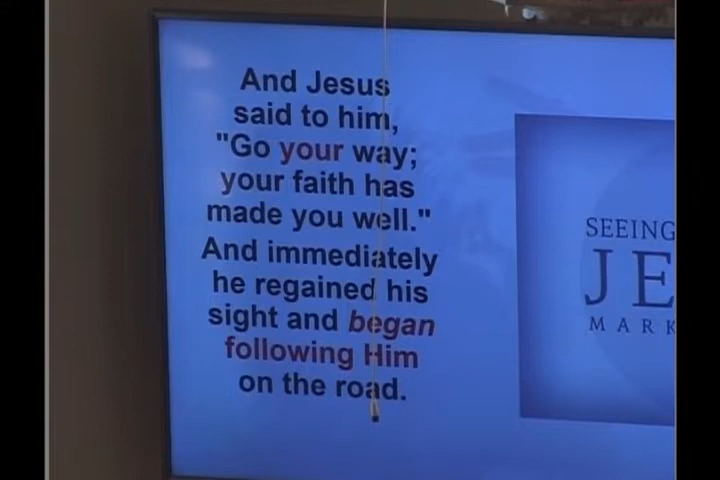 And Jesus
said to him,
"Go your way;
your faith has
made you well."
And immediately
he regained his
sight and began
following Him
on the road.
SEEING
JE
MARK